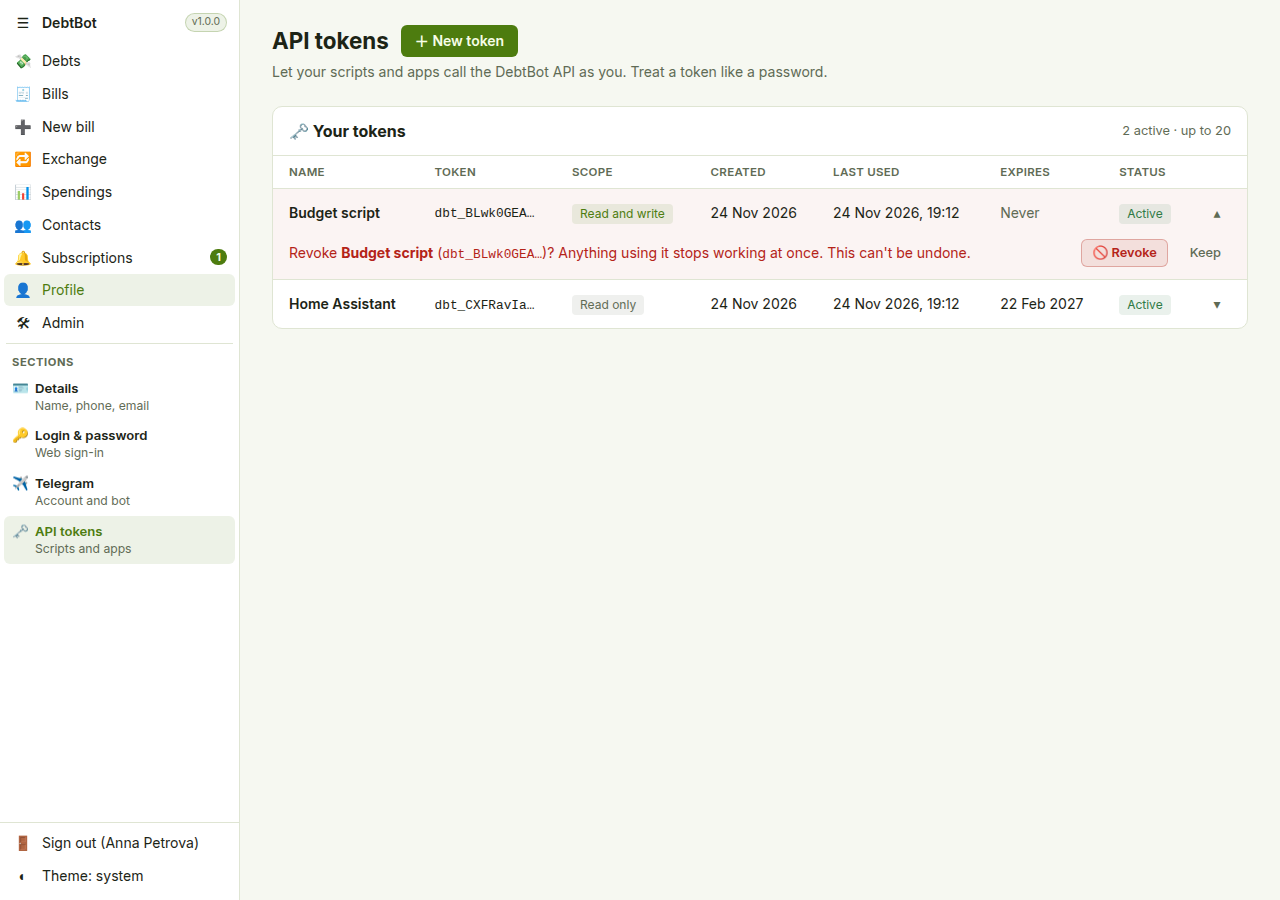 DebtBot v1.0.0
Debts
Bills
New bill
Exchange
Spendings
Contacts
Subscriptions 1
Profile
Admin
SECTIONS
Details
Name, phone, email
Login & password
Web sign-in
Telegram
Account and bot
API tokens
Scripts and apps
Sign out (Anna Petrova)
Theme: system
API tokens + New token
Let your scripts and apps call the DebtBot API as you. Treat a token like a password.
Your tokens 2 active · up to 20
NAME TOKEN SCOPE CREATED LAST USED EXPIRES STATUS
Budget script dbt_BLwk0GEA… Read and write 24 Nov 2026 24 Nov 2026, 19:12 Never Active
Revoke Budget script (dbt_BLwk0GEA…)? Anything using it stops working at once. This can't be undone. Revoke Keep
Home Assistant dbt_CXFRavIa… Read only 24 Nov 2026 24 Nov 2026, 19:12 22 Feb 2027 Active